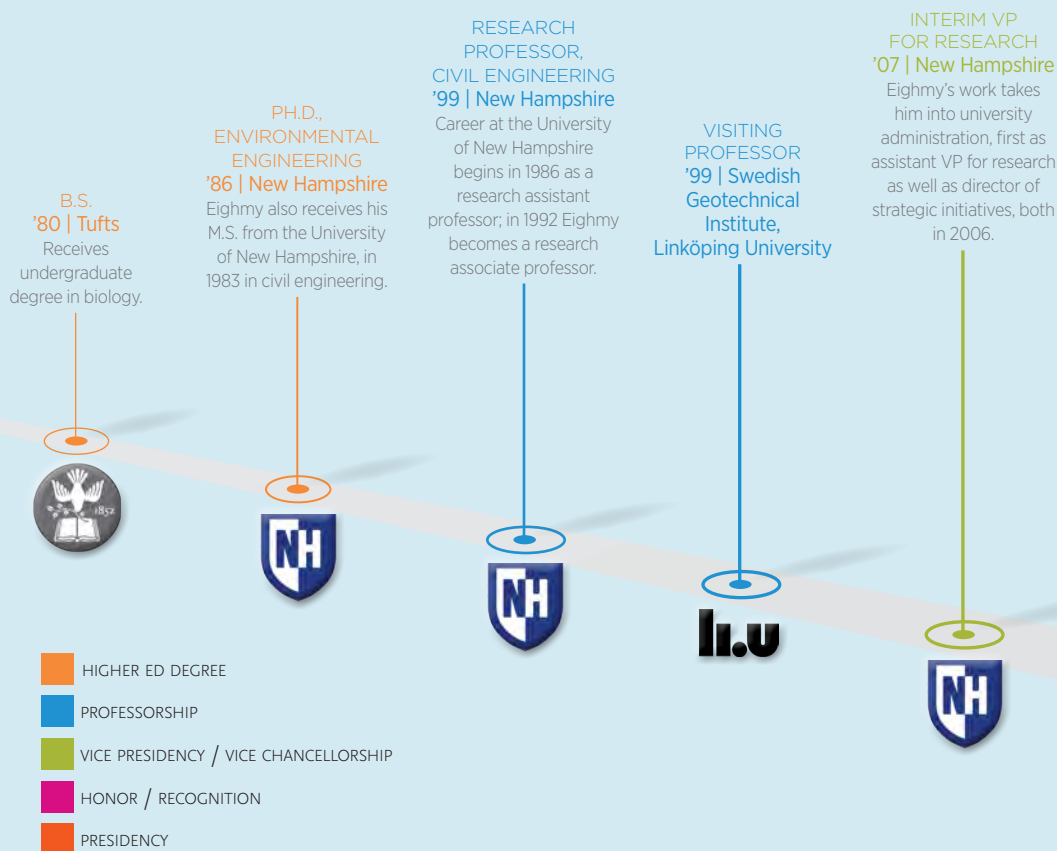 B.S.
'80 | Tufts
Receives
undergraduate
degree in biology.
PH.D.,
ENVIRONMENTAL
ENGINEERING
'86 | New Hampshire
Eighmy also receives his
M.S. from the University
of New Hampshire, in
1983 in civil engineering.
RESEARCH
PROFESSOR,
CIVIL ENGINEERING
'99 | New Hampshire
Career at the University
of New Hampshire
begins in 1986 as a
research assistant
professor; in 1992 Eighmy
becomes a research
associate professor.
VISITING
PROFESSOR
'99 | Swedish
Geotechnical
Institute,
Linköping University
INTERIM VP
FOR RESEARCH
'07 | New Hampshire
Eighmy's work takes
him into university
administration, first as
assistant VP for research
as well as director of
strategic initiatives, both
in 2006.
1852
NH
NH
li.u
NH
HIGHER ED DEGREE
PROFESSORSHIP
VICE PRESIDENCY / VICE CHANCELLORSHIP
HONOR / RECOGNITION
PRESIDENCY